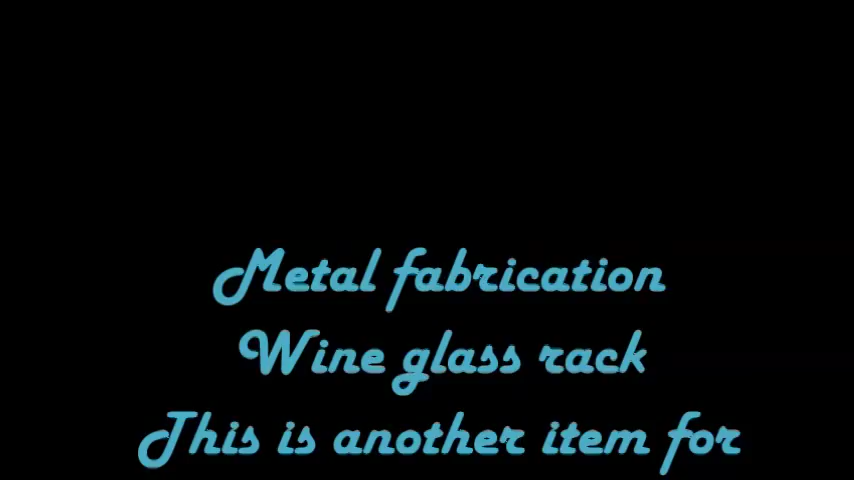 Metal fabrication
Wine glass rack
This is another item for